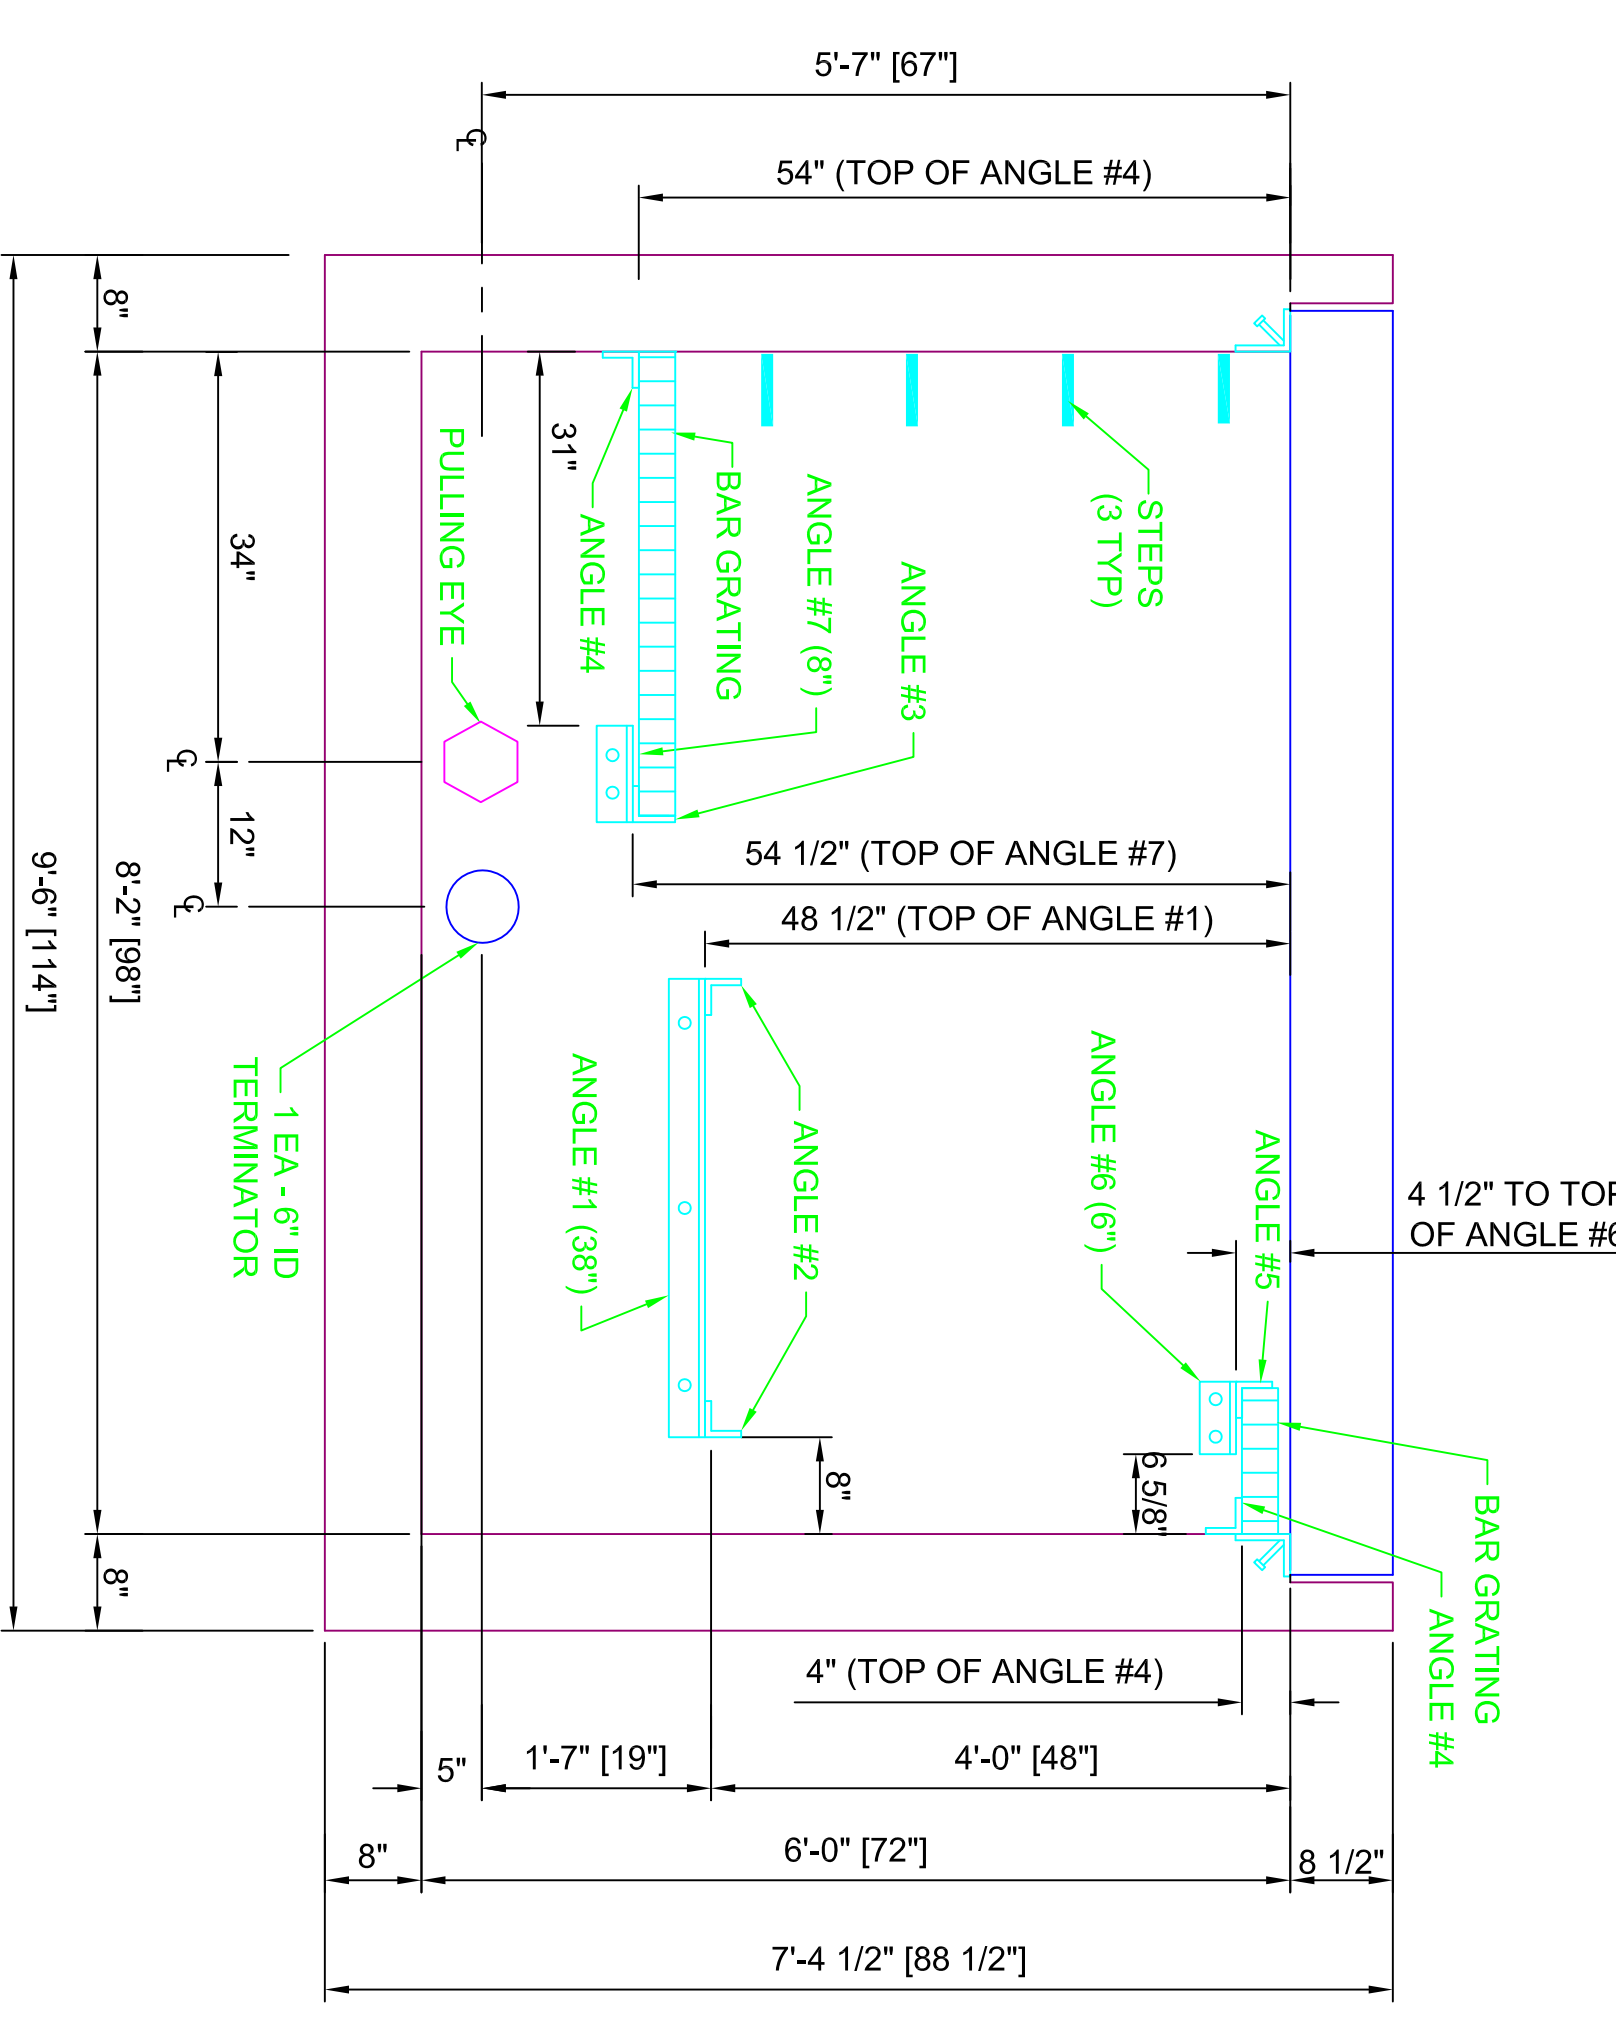 5'-7" [67"]
54" (TOP OF ANGLE #4)
8"
31"
34"
12"
8'-2" [98"]
9'-6" [114"]
PULLING EYE
ANGLE #4
BAR GRATING
ANGLE #7 (8")
ANGLE #3
STEPS
(3 TYP)
54 1/2" (TOP OF ANGLE #7)
48 1/2" (TOP OF ANGLE #1)
1 EA - 6" ID
TERMINATOR
ANGLE #1 (38")
ANGLE #2
ANGLE #6 (6")
ANGLE #5
4 1/2" TO TOP
OF ANGLE #6
8"
6 5/8"
BAR GRATING
ANGLE #4
8"
4" (TOP OF ANGLE #4)
5"
1'-7" [19"]
4'-0" [48"]
8"
6'-0" [72"]
8 1/2"
7'-4 1/2" [88 1/2"]